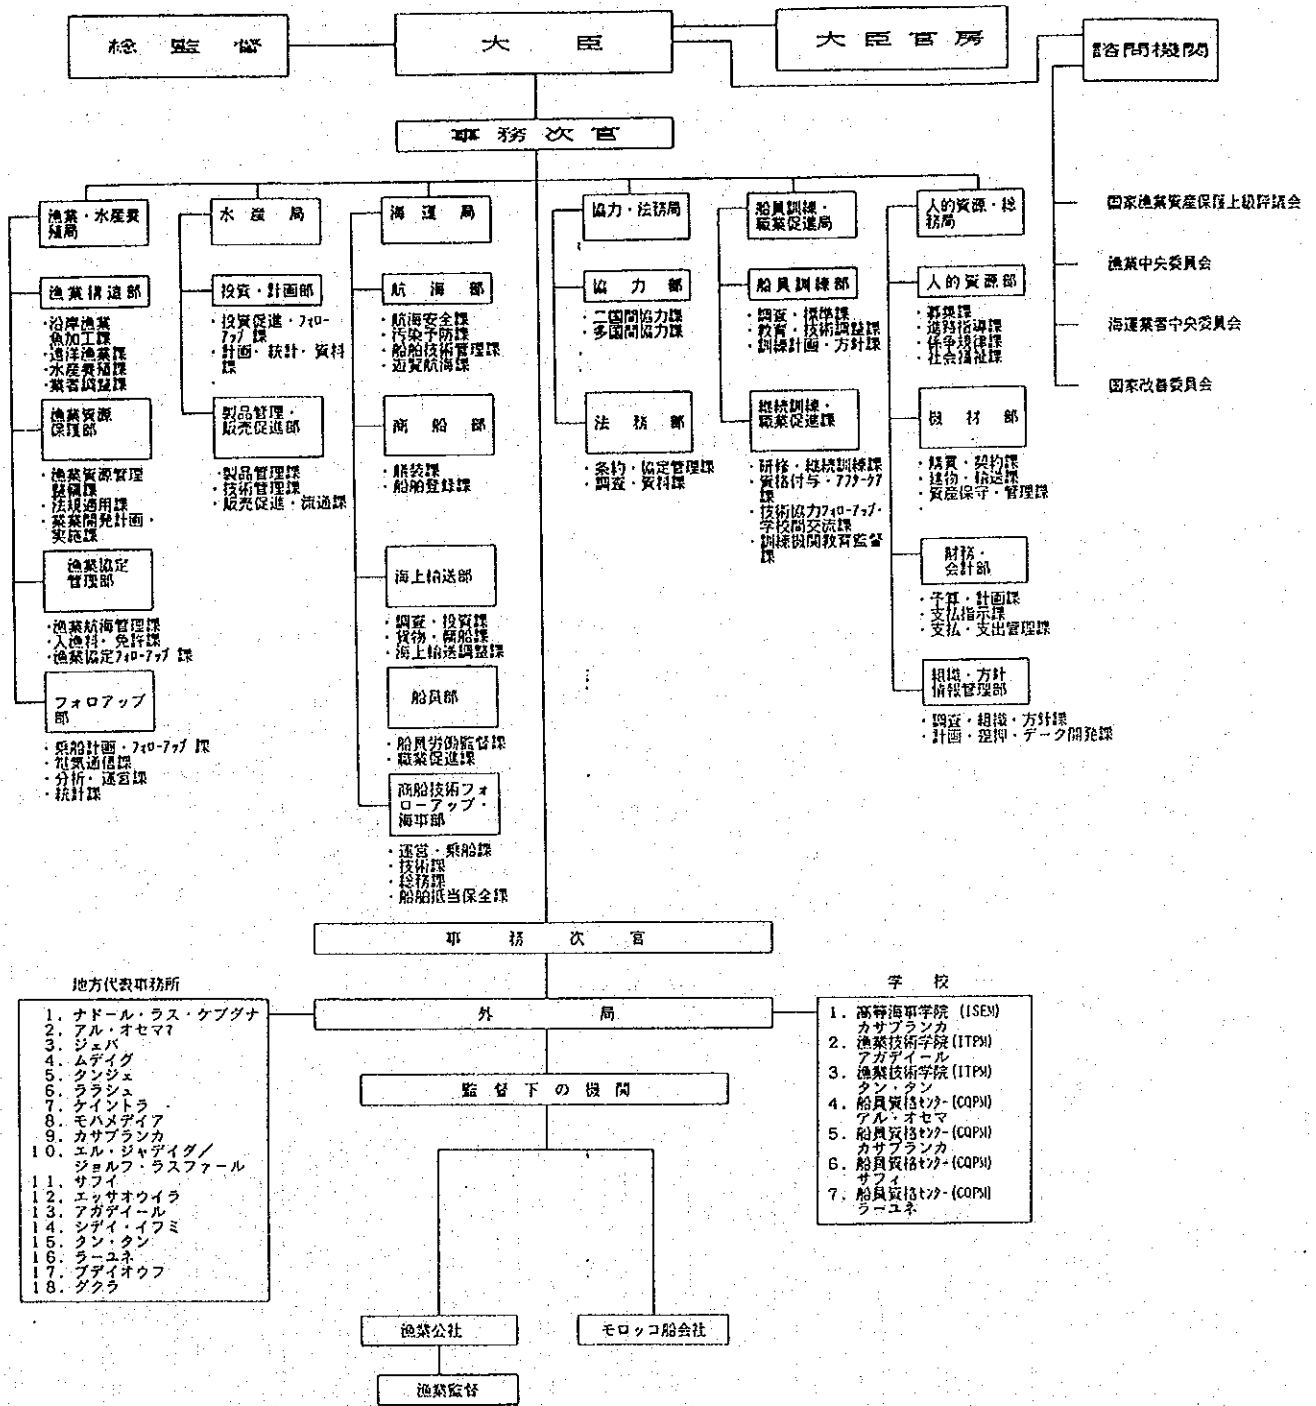 総監督
大臣
大臣官房
諮問機関
事務次官
国家漁業資産保護上級評議会
漁業中央委員会
海運業者中央委員会
国家改善委員会
漁業・水産養
殖局
漁業構造部
・沿岸漁業
魚加工課
・遠洋漁業課
・水産養殖課
・業者調整課
漁業資源
保護部
・漁業資源管理
整備課
・法規適用課
・漁業開発計画・
実施課
漁業協定
管理部
・漁業航海管理課
・入漁料・免許課
・漁業協定フォローアップ 課
フォロアップ
部
・乗船計画・フォローアップ 課
・電気通信課
・分析・運営課
・統計課
水産局
投資・計画部
・投資促進・フォロー
アップ 課
・計画・統計・資料
課
製品管理・
販売促進部
・製品管理課
・技術管理課
・販売促進・流通課
海運局
航海部
・航海安全課
・汚染予防課
・船舶技術管理課
・遊覧航海課
商船部
・艤装課
・船舶登録課
海上輸送部
・調査・投資課
・貨物・傭船課
・海上輸送調整課
船員部
・船員労働監督課
・職業促進課
商船技術フォ
ローアップ・
海事部
・運営・乗船課
・技術課
・総務課
・船舶抵当保全課
協力・法務局
協力部
・二国間協力課
・多国間協力課
法務部
・条約・協定管理課
・調査・資料課
船員訓練・
職業促進局
船員訓練部
・調査・標準課
・教育・技術調整課
・訓練計画・方針課
継続訓練・
職業促進課
・研修・継続訓練課
・資格付与・アフターケア
課
・技術協力フォローアップ・
学校間交流課
・訓練機関教育監督
課
人的資源・総
務局
人的資源部
・募集課
・進路指導課
・係争規律課
・社会福祉課
機材部
・購買・契約課
・建物・輸送課
・資産保守・管理課
財務・
会計部
・予算・計画課
・支払指示課
・支払・支出管理課
組織・方針
情報管理部
・調査・組織・方針課
・計画・・データ開発課
事務次官
地方代表事務所
1. ナドール・ラス・ケブダナ
2. アル・オセマア
3. ジェバ
4. ムデイグ
5. タンジェ
6. ララシュ
7. ケイントラ
8. モハメデイア
9. カサブランカ
10. エル・ジャデイダ/
ジョルフ・ラスファール
11. サフイ
12. エッサオウイラ
13. アガデイール
14. シデイ・イフミ
15. タン・タン
16. ラーユネ
17. ブデイオウフ
18. ダクラ
外局
学校
1. 高等海事学院 (ISEM)
カサブランカ
2. 漁業技術学院 (ITPM)
アガデイール
3. 漁業技術学院 (ITPM)
タン・タン
4. 船員資格センター (CQPM)
アル・オセマ
5. 船員資格センター (CQPM)
カサブランカ
6. 船員資格センター (CQPM)
サフィ
7. 船員資格センター (CQPM)
ラーユネ
監督下の機関
漁業公社
モロッコ船会社
漁業監督